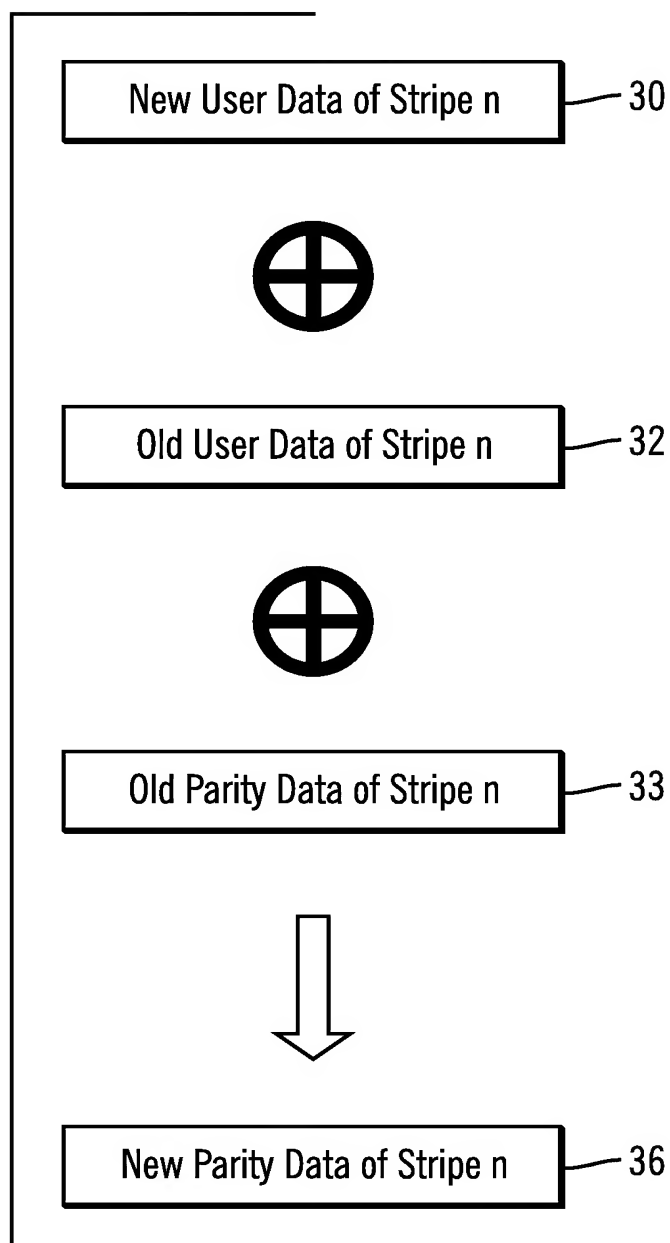 New User Data of Stripe n
30
Old User Data of Stripe n
32
Old Parity Data of Stripe n
33
New Parity Data of Stripe n
36